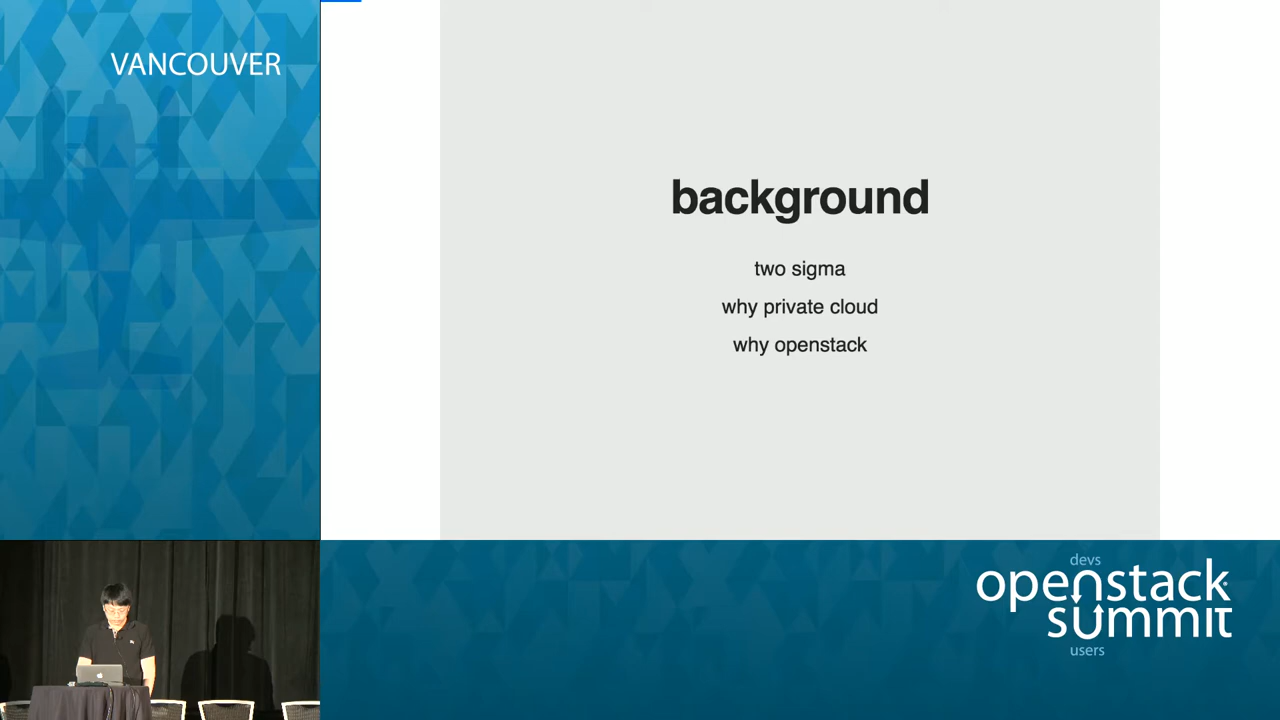 VANCOUVER
background
two sigma
why private cloud
why openstack
devs
openstack
summit
users